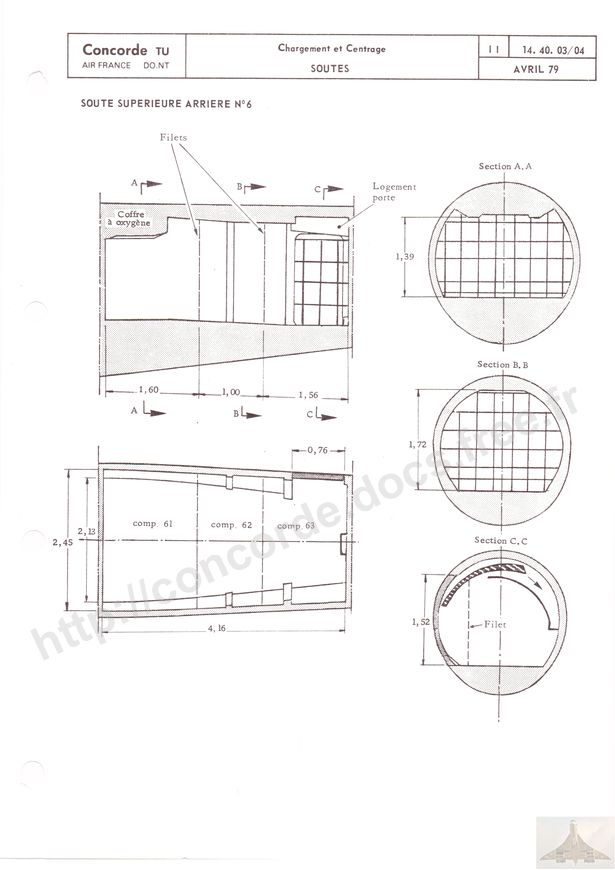 Concorde TU
AIR FRANCE DO.NT
Chargement et Centrage
SOUTES
11
14. 40. 03/04
AVRIL 79
SOUTE SUPERIEURE ARRIERE N°6
Filets
A
B
C
Logement
porte
Coffre
à oxygène
1,60
1,00
1,56
A
B
C
Section A, A
1,39
Section B, B
1,72
0,76
comp. 61
comp. 62
comp. 63
2,45
2,13
4,16
Section C, C
1,52
Filet
http://concorde.docs.free.fr